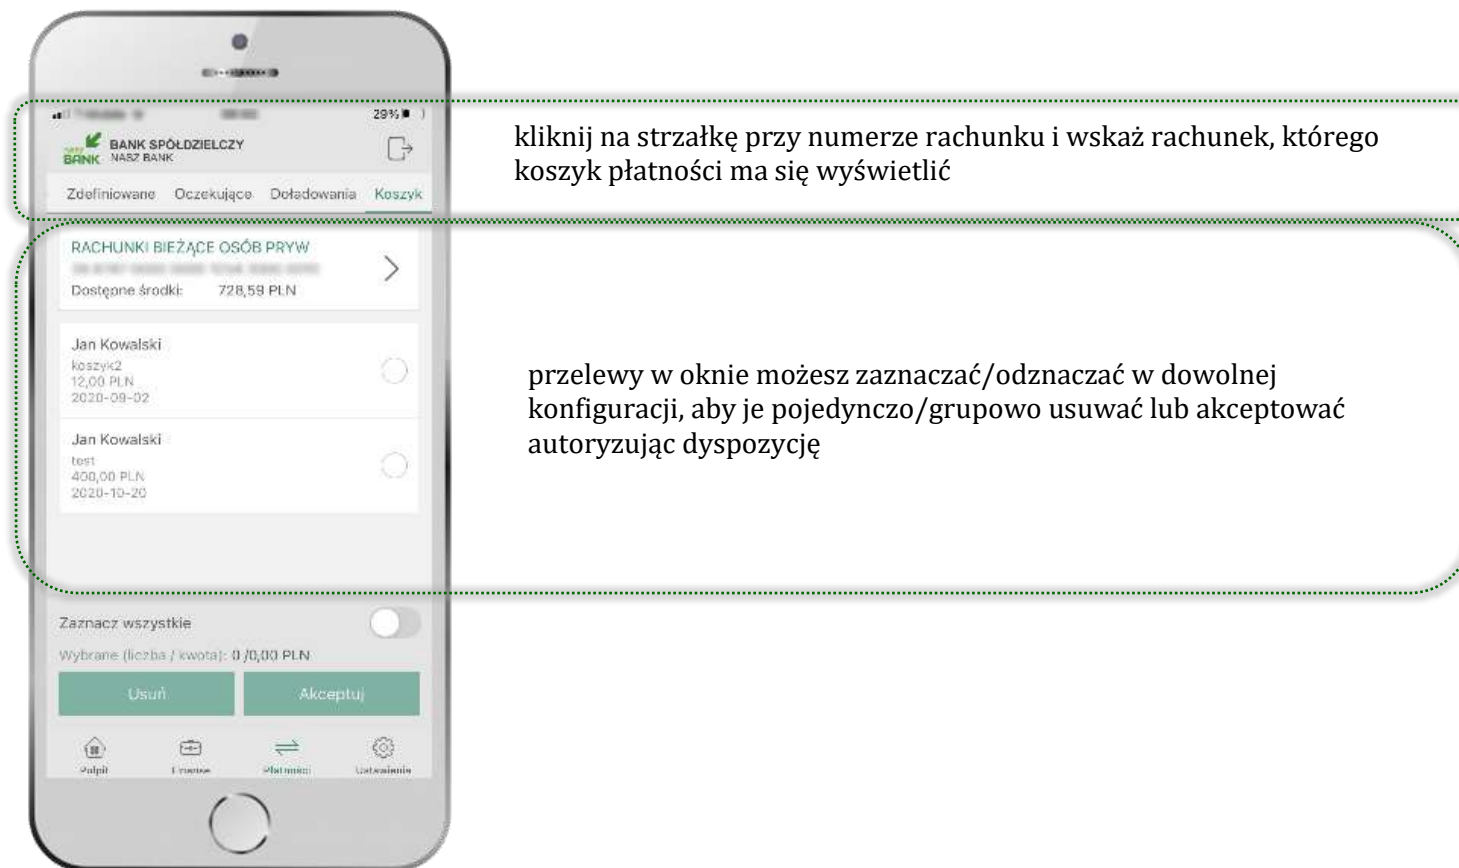 29%
BANK SPÓŁDZIELCZY
NASZ BANK
NASZ
BANK
Zdefiniowane Oczekujące Doładowania Koszyk
RACHUNKI BIEŻĄCE OSÓB PRYW
Dostępne środki: 728,59 PLN
Jan Kowalski
koszyk2
12,00 PLN
2020-09-02
Jan Kowalski
test
400,00 PLN
2020-10-20
Zaznacz wszystkie
Wybrane (liczba / kwota): 0 /0,00 PLN
Usuń Akceptuj
Pulpit Finanse Płatności Ustawienia
kliknij na strzałkę przy numerze rachunku i wskaż rachunek, którego
koszyk płatności ma się wyświetlić
przelewy w oknie możesz zaznaczać/odznaczać w dowolnej
konfiguracji, aby je pojedynczo/grupowo usuwać lub akceptować
autoryzując dyspozycję